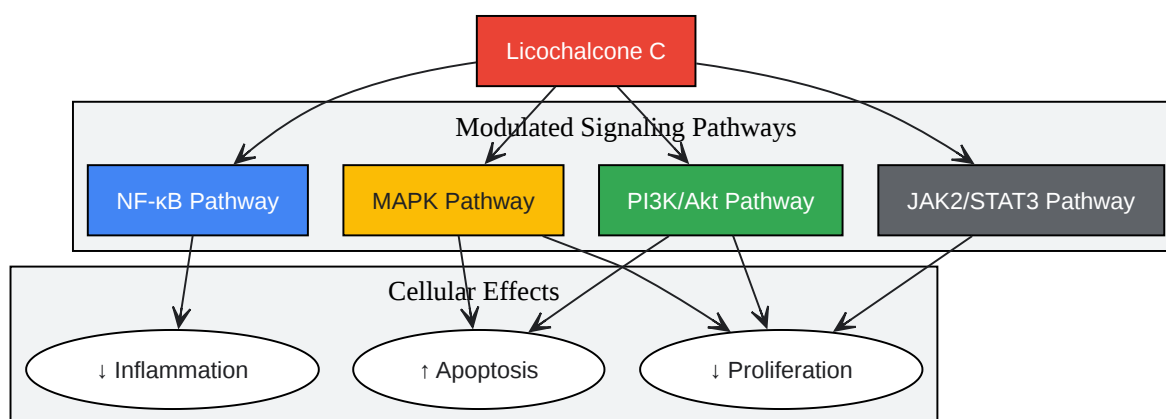 Licochalcone C
Modulated Signaling Pathways
NF-κB Pathway
MAPK Pathway
PI3K/Akt Pathway
JAK2/STAT3 Pathway
Cellular Effects
↓ Inflammation
↑ Apoptosis
↓ Proliferation